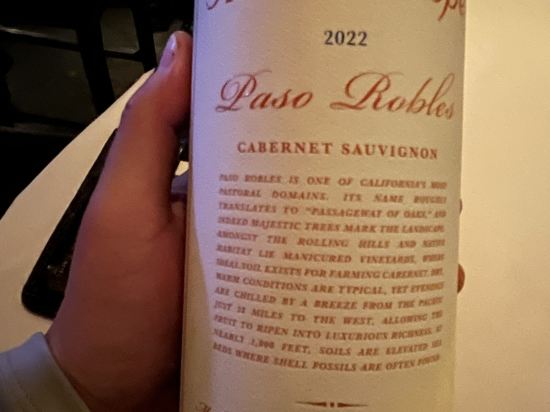 2022
Paso Robles
CABERNET SAUVIGNON
PASO ROBLES IS ONE OF CALIFORNIA'S MOST
PASTORAL DOMAINS. ITS NAME ROUGHLY
TRANSLATES TO "PASSAGEWAY OF OAKS," AND
INDEED MAJESTIC TREES MARK THE LANDSCAPE.
AMONGST THE ROLLING HILLS AND NATIVE
HABITAT LIE MANICURED VINEYARDS, WHERE
IDEAL SOIL EXISTS FOR FARMING CABERNET. DRY,
WARM CONDITIONS ARE TYPICAL, YET EVENINGS
ARE CHILLED BY A BREEZE FROM THE PACIFIC
JUST MILES TO THE WEST, ALLOWING THE
FRUIT TO RIPEN INTO LUXURIOUS RICHNESS. AT
NEARLY FEET, SOILS ARE ELEVATED SEA
BEDS WHERE SHELL FOSSILS ARE OFTEN FOUND